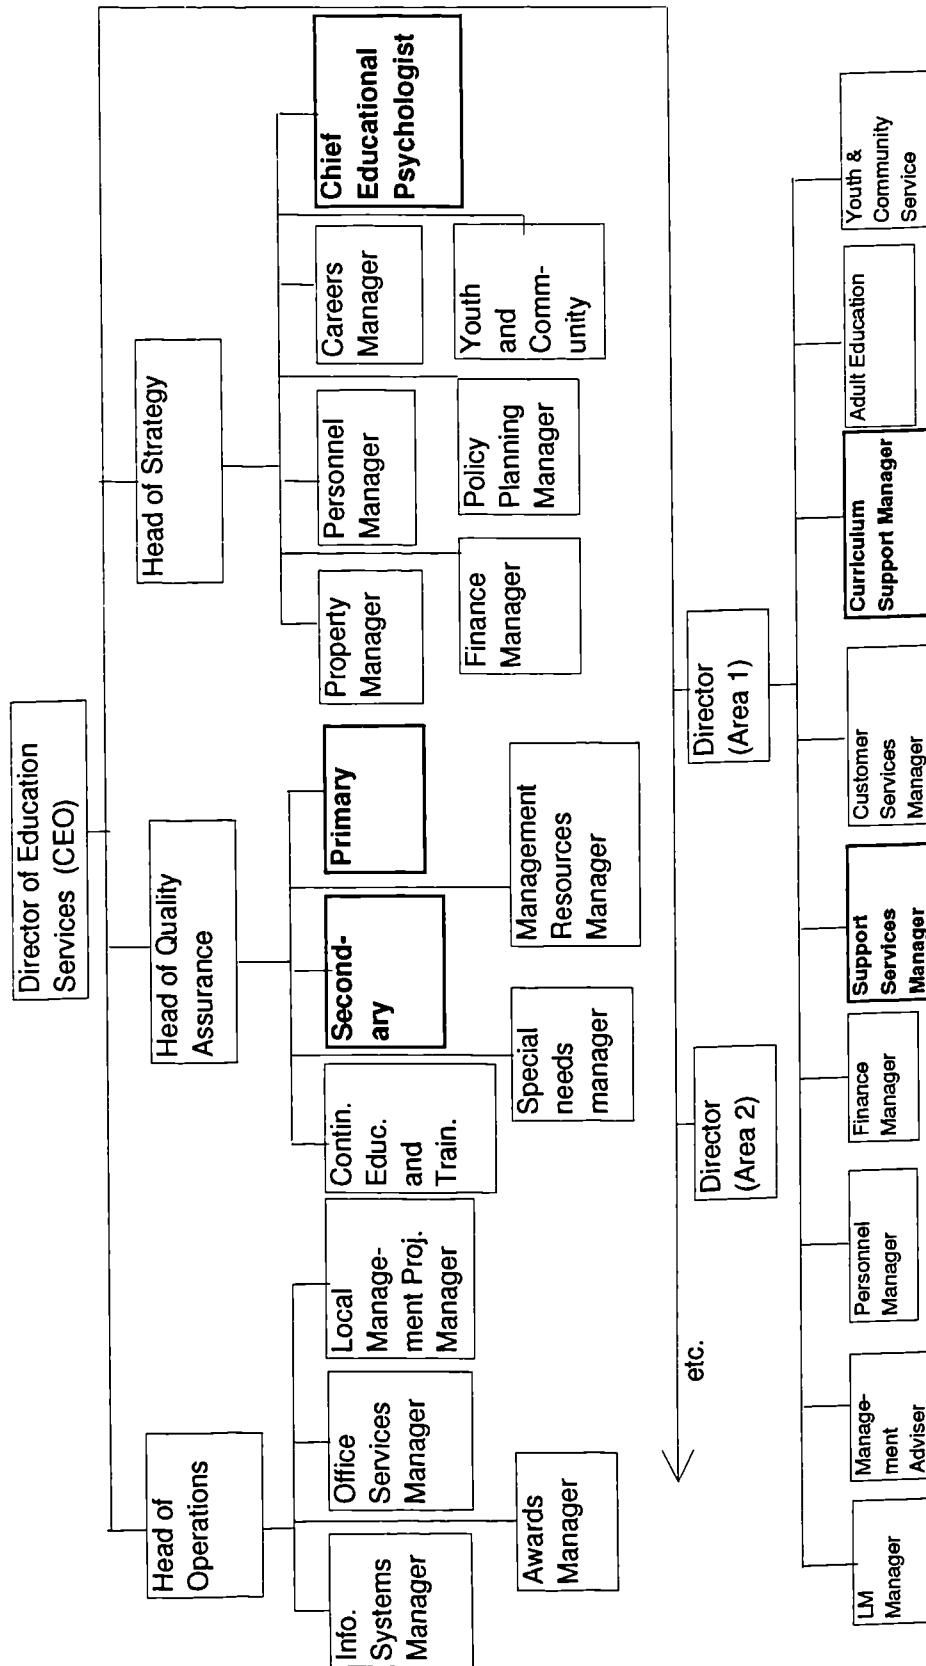 Director of Education
Services (CEO)
Head of
Operations
Head of Quality
Assurance
Head of Strategy
Info.
Systems
Manager
Office
Services
Manager
Local
Manage-
ment Proj.
Manager
Awards
Manager
Contin.
Educ.
and
Train.
Second-
ary
Primary
Special
needs
manager
Management
Resources
Manager
Property
Manager
Personnel
Manager
Careers
Manager
Chief
Educational
Psychologist
Finance
Manager
Policy
Planning
Manager
Youth
and
Comm-
unity
etc.
Director
(Area 2)
Director
(Area 1)
LM
Manager
Manage-
ment
Adviser
Personnel
Manager
Finance
Manager
Support
Services
Manager
Customer
Services
Manager
Curriculum
Support Manager
Adult Education
Youth &
Community
Service